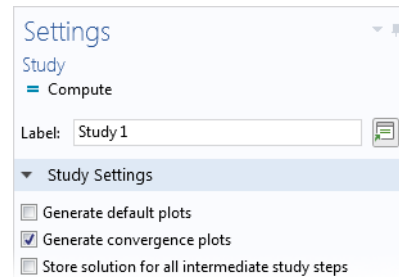 Settings
Study
= Compute
Label: Study 1
Study Settings
Generate default plots
Generate convergence plots
Store solution for all intermediate study steps